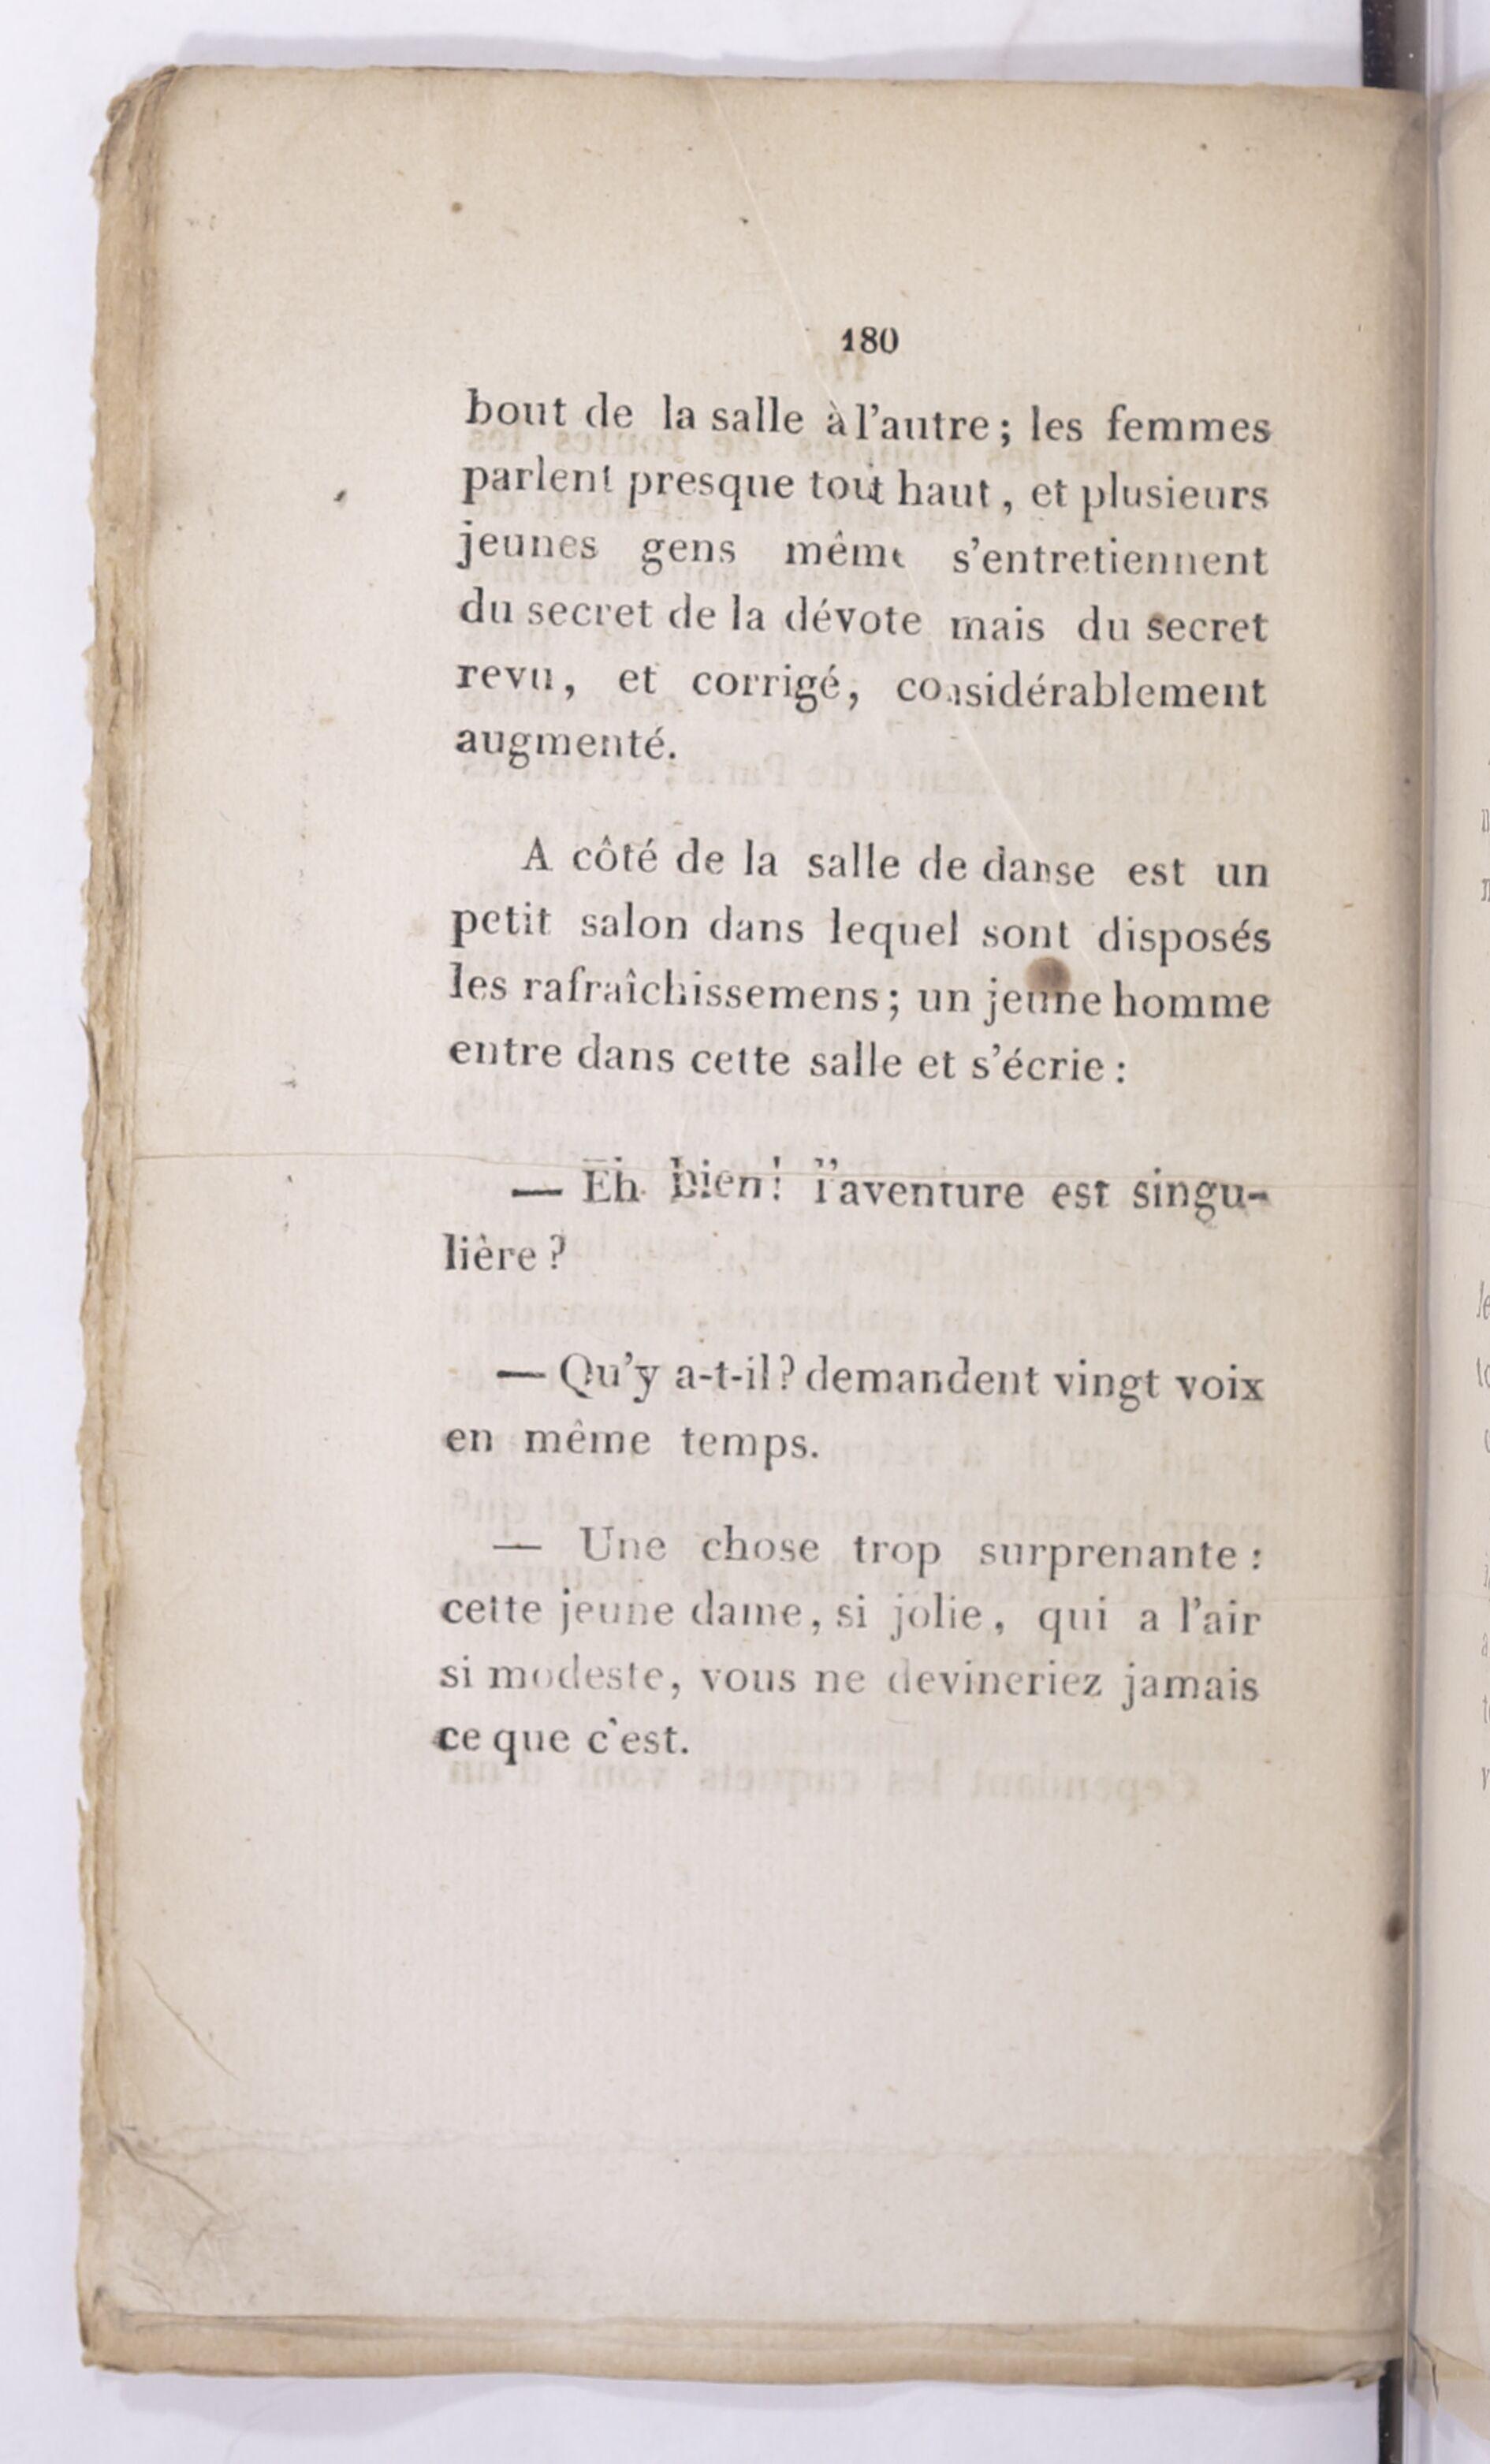 180
bout de la salle à l'autre; les femmes
parlent presque tout haut, et plusieurs
jeunes gens même s'entretiennent
du secret de la dévote mais du secret
revu, et corrigé, considérablement
augmenté.
A côté de la salle de danse est un
petit salon dans lequel sont disposés
les rafraîchissemens; un jeune homme
entre dans cette salle et s'écrie:
— Eh bien! l'aventure est singu-
lière?
— Qu'y a-t-il? demandent vingt voix
en même temps.
— Une chose trop surprenante:
cette jeune dame, si jolie, qui a l'air
si modeste, vous ne devineriez jamais
ce que c'est.